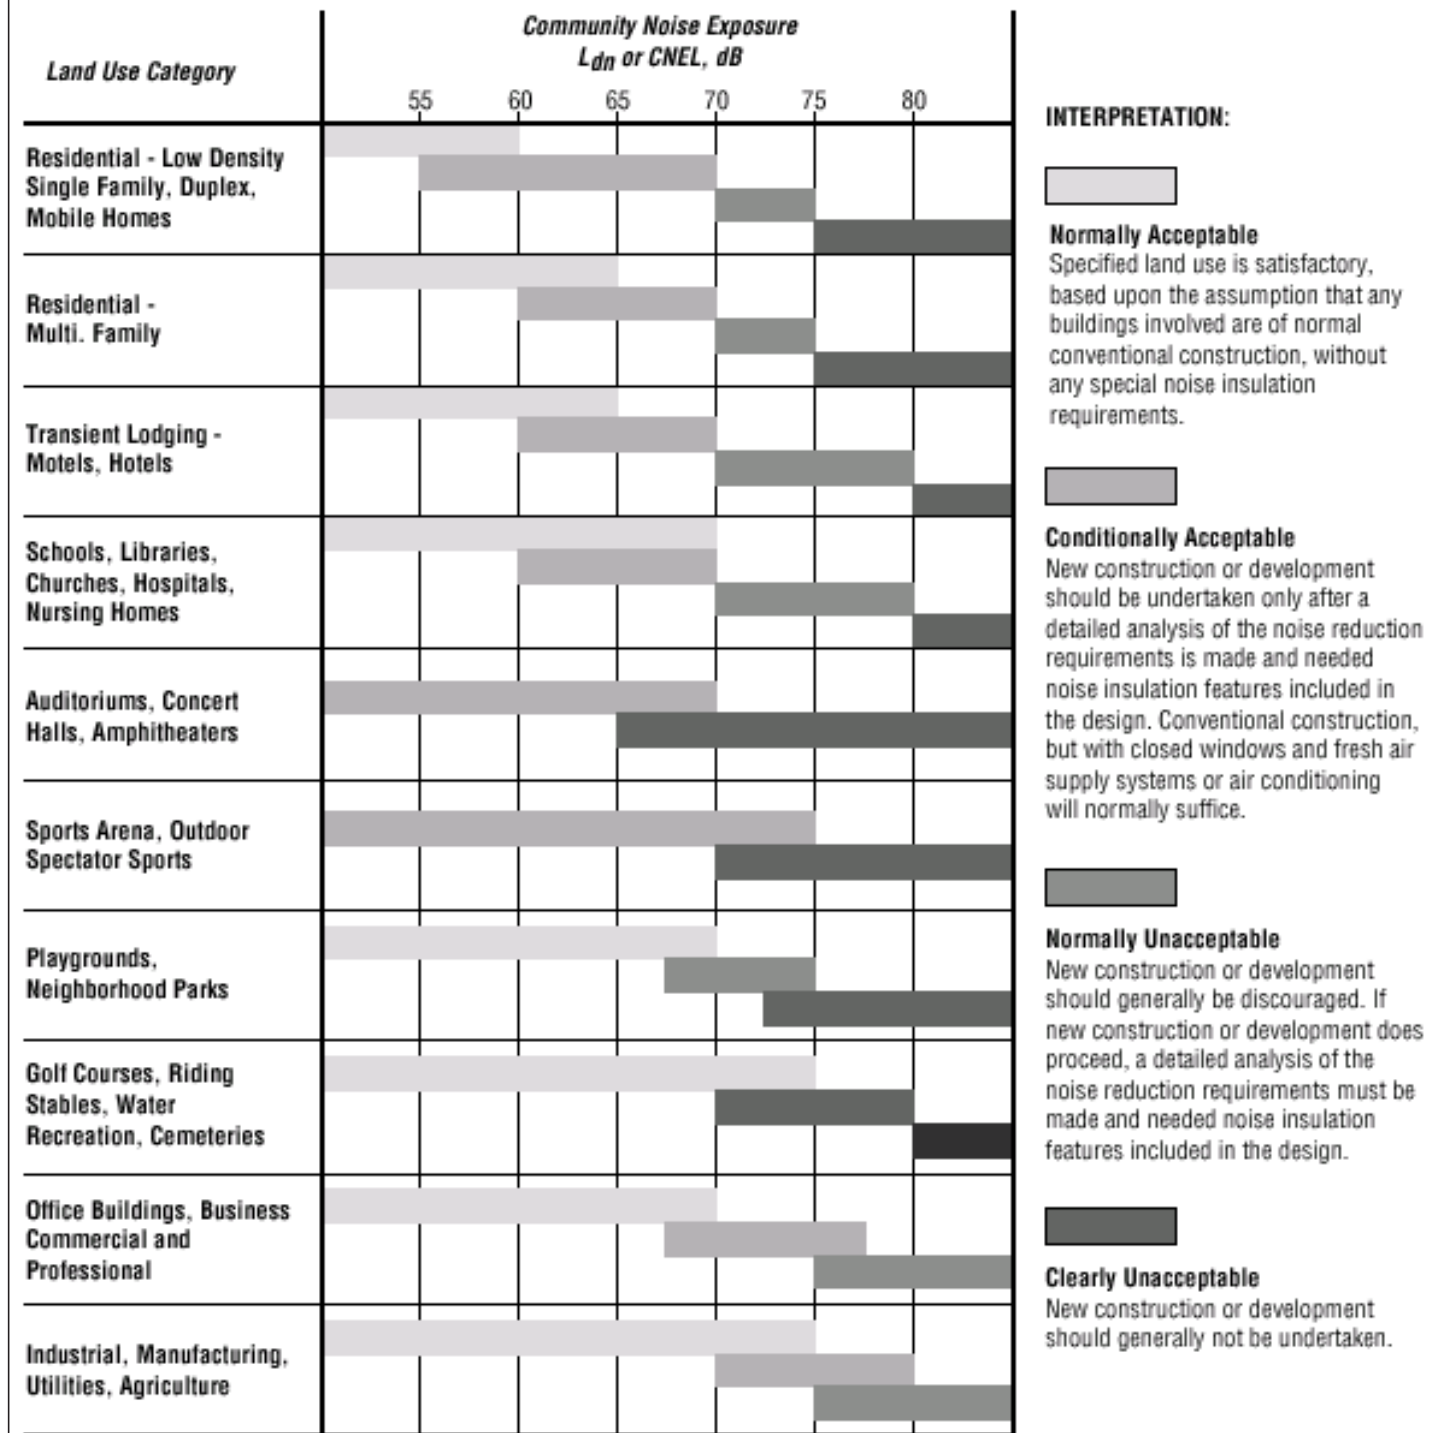 Community Noise Exposure
Ldn or CNEL, dB
Land Use Category
55 60 65 70 75 80
Residential - Low Density
Single Family, Duplex,
Mobile Homes
Residential -
Multi. Family
Transient Lodging -
Motels, Hotels
Schools, Libraries,
Churches, Hospitals,
Nursing Homes
Auditoriums, Concert
Halls, Amphitheaters
Sports Arena, Outdoor
Spectator Sports
Playgrounds,
Neighborhood Parks
Golf Courses, Riding
Stables, Water
Recreation, Cemeteries
Office Buildings, Business
Commercial and
Professional
Industrial, Manufacturing,
Utilities, Agriculture
INTERPRETATION:
Normally Acceptable
Specified land use is satisfactory,
based upon the assumption that any
buildings involved are of normal
conventional construction, without
any special noise insulation
requirements.
Conditionally Acceptable
New construction or development
should be undertaken only after a
detailed analysis of the noise reduction
requirements is made and needed
noise insulation features included in
the design. Conventional construction,
but with closed windows and fresh air
supply systems or air conditioning
will normally suffice.
Normally Unacceptable
New construction or development
should generally be discouraged. If
new construction or development does
proceed, a detailed analysis of the
noise reduction requirements must be
made and needed noise insulation
features included in the design.
Clearly Unacceptable
New construction or development
should generally not be undertaken.